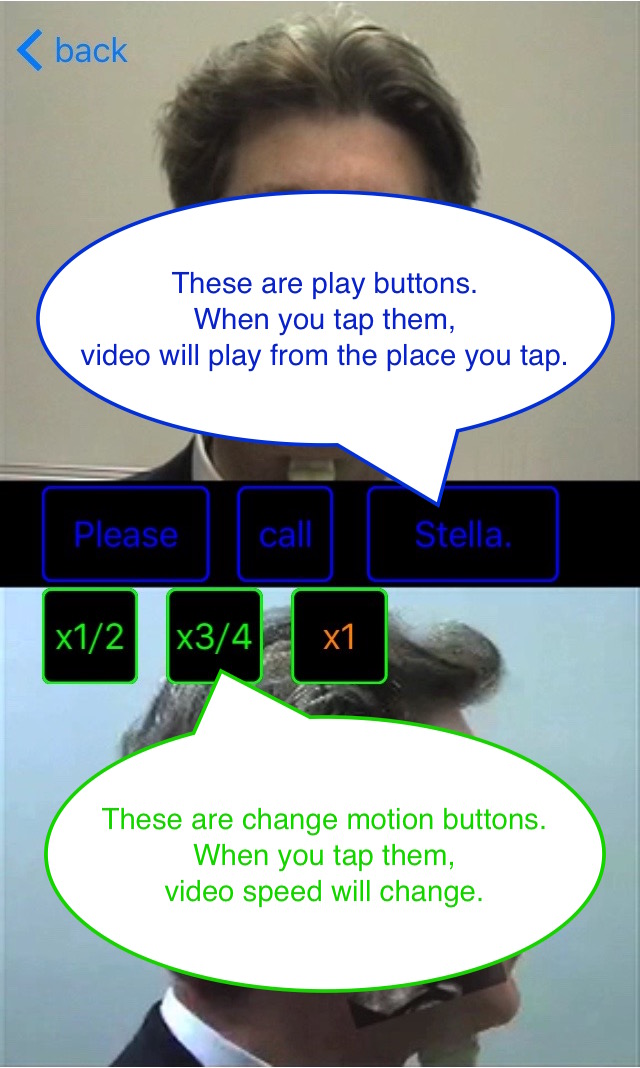 back
These are play buttons.
When you tap them,
video will play from the place you tap.
Please call Stella.
x1/2 x3/4 x1
These are change motion buttons.
When you tap them,
video speed will change.